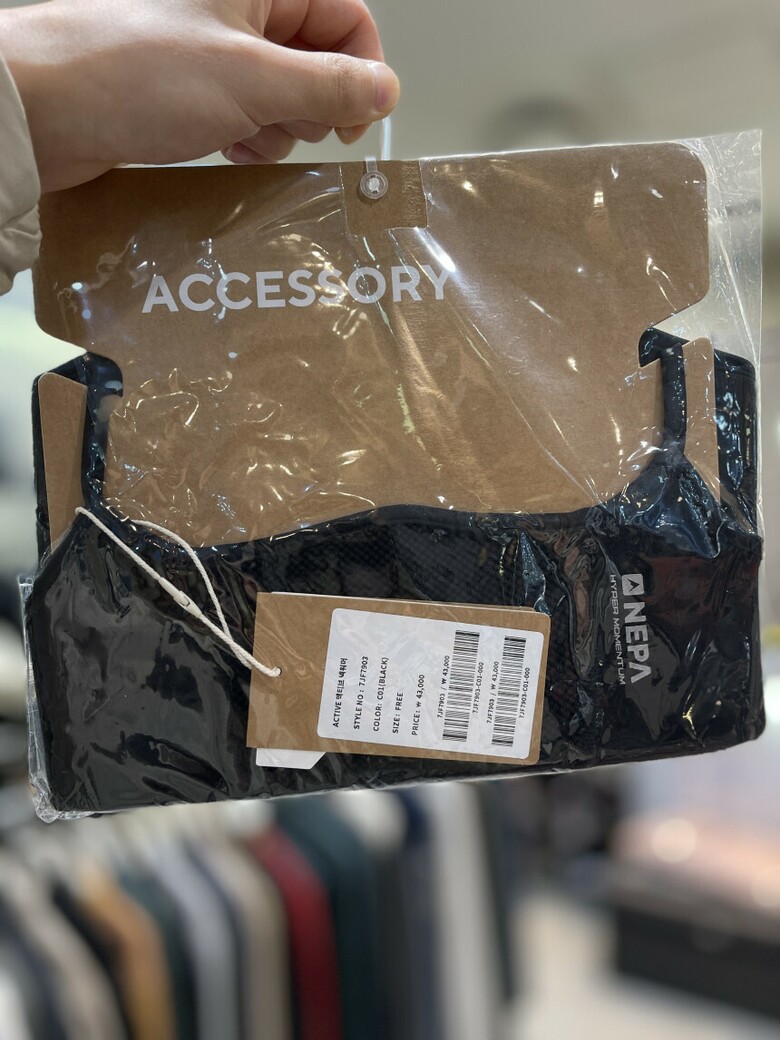 ACCESSORY
NEPA
HYPER MOMENTUM
ACTIVE 액티브 넥워머
STYLE NO : 7JF7903
COLOR: C01(BLACK)
SIZE: FREE
PRICE: ₩ 43,000
7JF7903 / ₩ 43,000
7JF7903-C01-000
7JF7903 / ₩ 43,000
7JF7903-C01-000